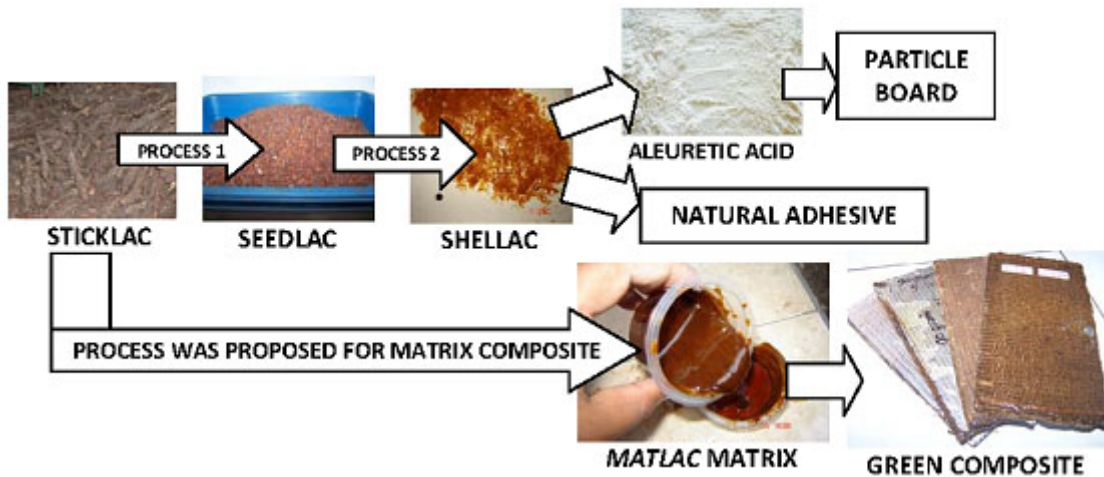 PARTICLE
BOARD
ALEURETIC ACID
PROCESS 1
PROCESS 2
NATURAL ADHESIVE
STICKLAC
SEEDLAC
SHELLAC
PROCESS WAS PROPOSED FOR MATRIX COMPOSITE
MATLAC MATRIX
GREEN COMPOSITE